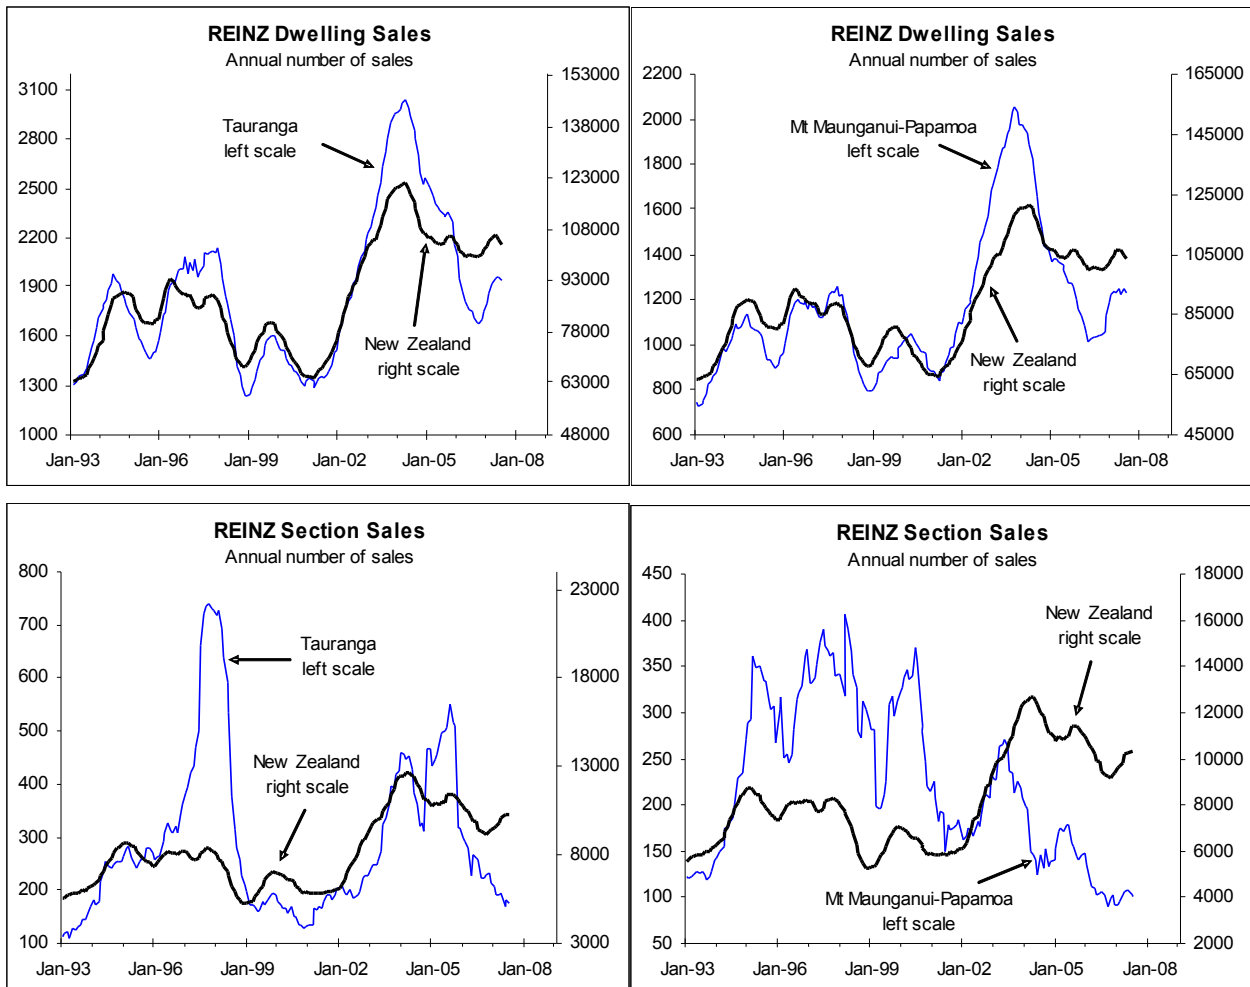 REINZ Dwelling Sales
Annual number of sales
3100
2800
2500
2200
1900
1600
1300
1000
153000
138000
123000
108000
93000
78000
63000
48000
Tauranga
left scale
New Zealand
right scale
Jan-93 Jan-96 Jan-99 Jan-02 Jan-05 Jan-08
REINZ Dwelling Sales
Annual number of sales
2200
2000
1800
1600
1400
1200
1000
800
600
165000
145000
125000
105000
85000
65000
45000
Mt Maunganui-Papamoa
left scale
New Zealand
right scale
Jan-93 Jan-96 Jan-99 Jan-02 Jan-05 Jan-08
REINZ Section Sales
Annual number of sales
800
700
600
500
400
300
200
100
23000
18000
13000
8000
3000
Tauranga
left scale
New Zealand
right scale
Jan-93 Jan-96 Jan-99 Jan-02 Jan-05 Jan-08
REINZ Section Sales
Annual number of sales
450
400
350
300
250
200
150
100
50
18000
16000
14000
12000
10000
8000
6000
4000
2000
New Zealand
right scale
Mt Maunganui-Papamoa
left scale
Jan-93 Jan-96 Jan-99 Jan-02 Jan-05 Jan-08